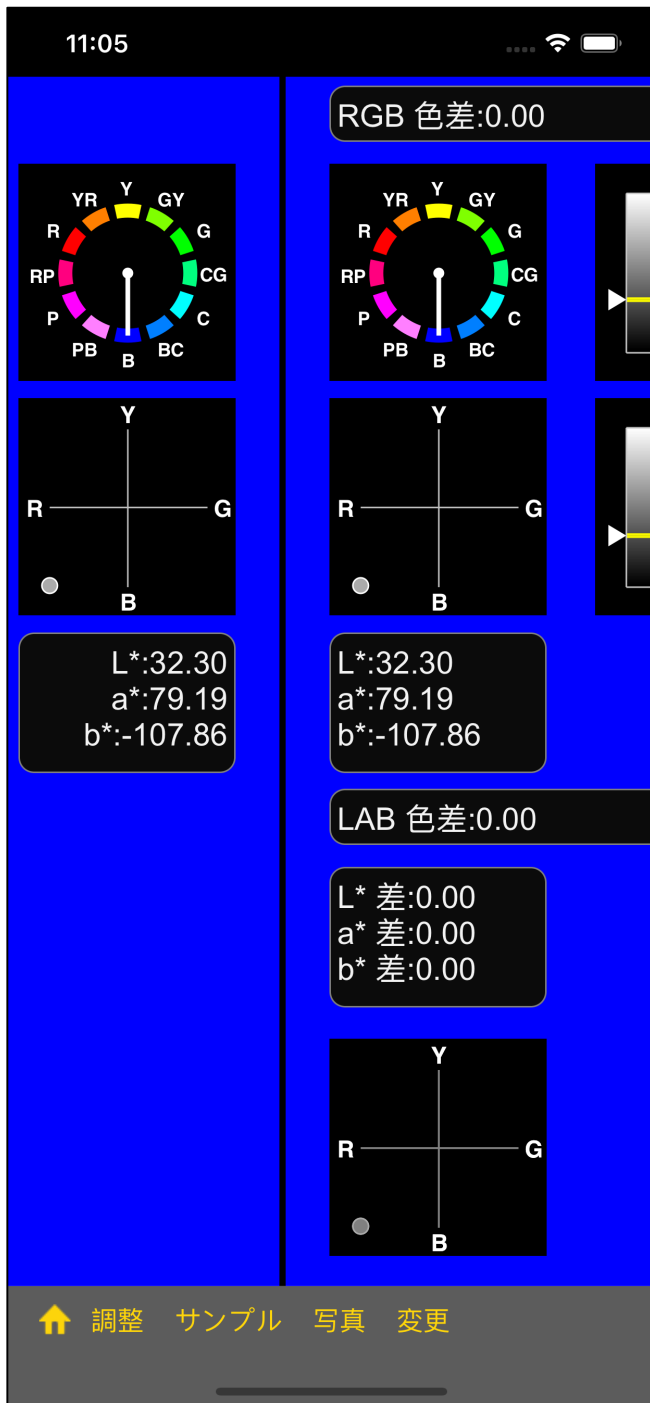 11:05
RGB 色差:0.00
Y
YR
GY
R
G
RP
CG
P
C
PB
BC
B
Y
YR
GY
R
G
RP
CG
P
C
PB
BC
B
Y
R
G
B
Y
R
G
B
L*:32.30
a*:79.19
b*:-107.86
L*:32.30
a*:79.19
b*:-107.86
LAB 色差:0.00
L* 差:0.00
a* 差:0.00
b* 差:0.00
Y
R
G
B
調整 サンプル 写真 変更